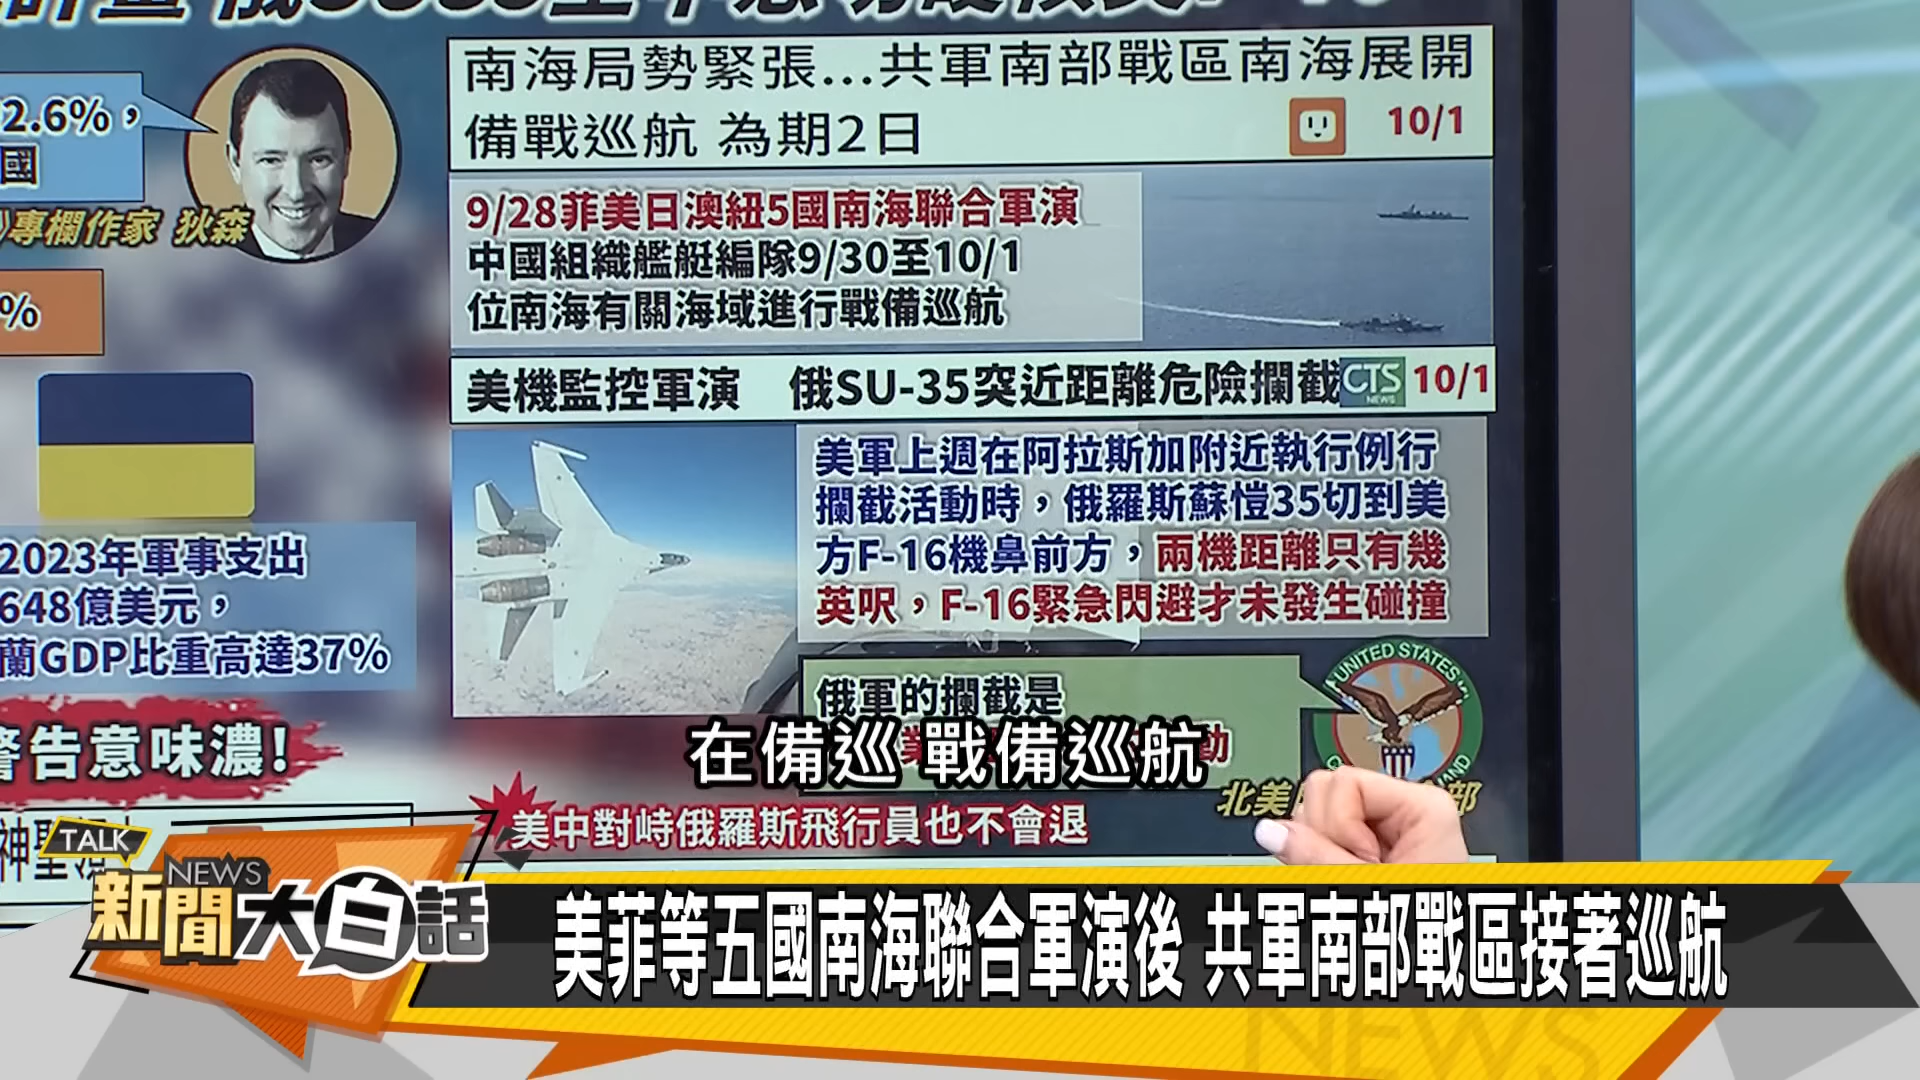 南海局勢緊張...共軍南部戰區南海展開
備戰巡航 為期2日
10/1
2.6%，
國
專欄作家 狄森
%
9/28菲美日澳紐5國南海聯合軍演
中國組織艦艇編隊9/30至10/1
位南海有關海域進行戰備巡航
美機監控軍演 俄SU-35突近距離危險攔截
CTS
NEWS
10/1
美軍上週在阿拉斯加附近執行例行
攔截活動時，俄羅斯蘇愷35切到美
方F-16機鼻前方，兩機距離只有幾
英呎，F-16緊急閃避才未發生碰撞
2023年軍事支出
648億美元，
蘭GDP比重高達37%
警告意味濃!
俄軍的攔截是
動
UNITED STATES
北美
部
在備巡 戰備巡航
美中對峙俄羅斯飛行員也不會退
神聖
TALK
NEWS
新聞大白話
美菲等五國南海聯合軍演後 共軍南部戰區接著巡航
NEWS